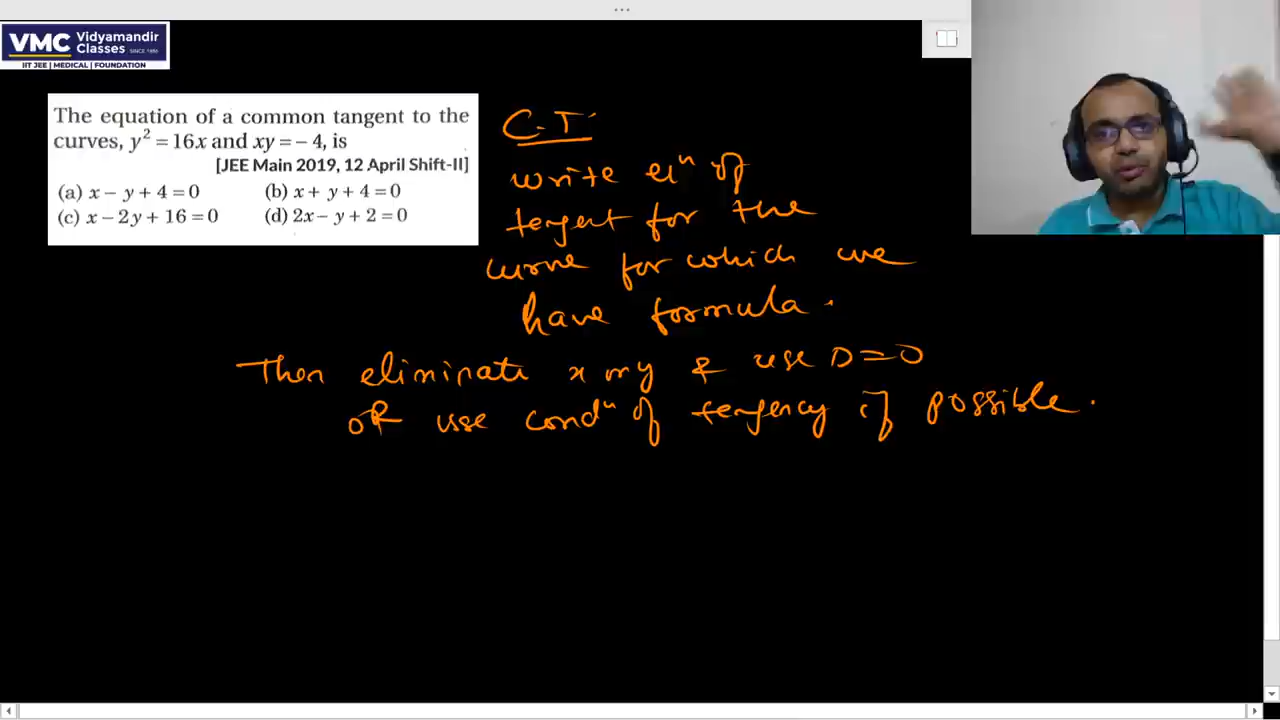 VMC Vidyamandir Classes SINCE 1986
IIT JEE | MEDICAL | FOUNDATION
The equation of a common tangent to the
curves, y² = 16x and xy = – 4, is
[JEE Main 2019, 12 April Shift-II]
(a) x – y + 4 = 0 (b) x + y + 4 = 0
(c) x – 2y + 16 = 0 (d) 2x – y + 2 = 0
C.T.
write eqⁿ of
tangent for the
curve for which we
have formula.
Then eliminate x or y & use D=0
OR use condⁿ of tangency if possible.